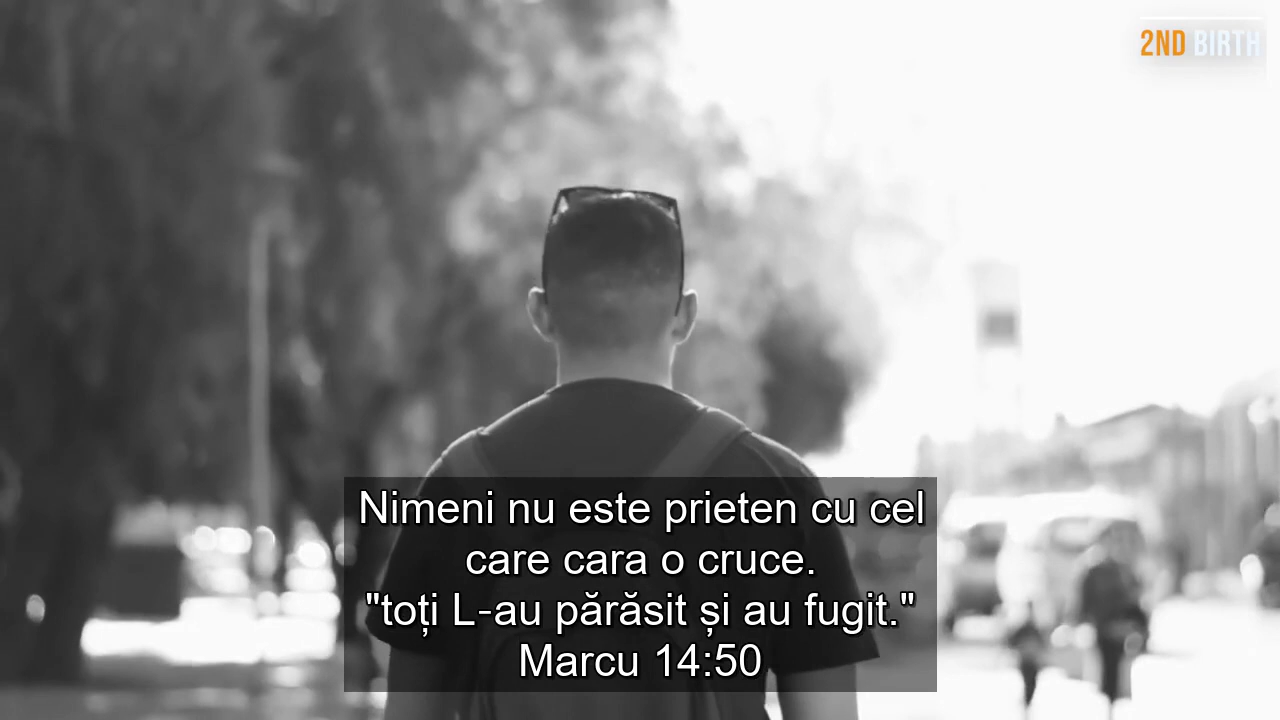 2ND BIRTH
Nimeni nu este prieten cu cel
care cara o cruce.
"toți L-au părăsit și au fugit."
Marcu 14:50